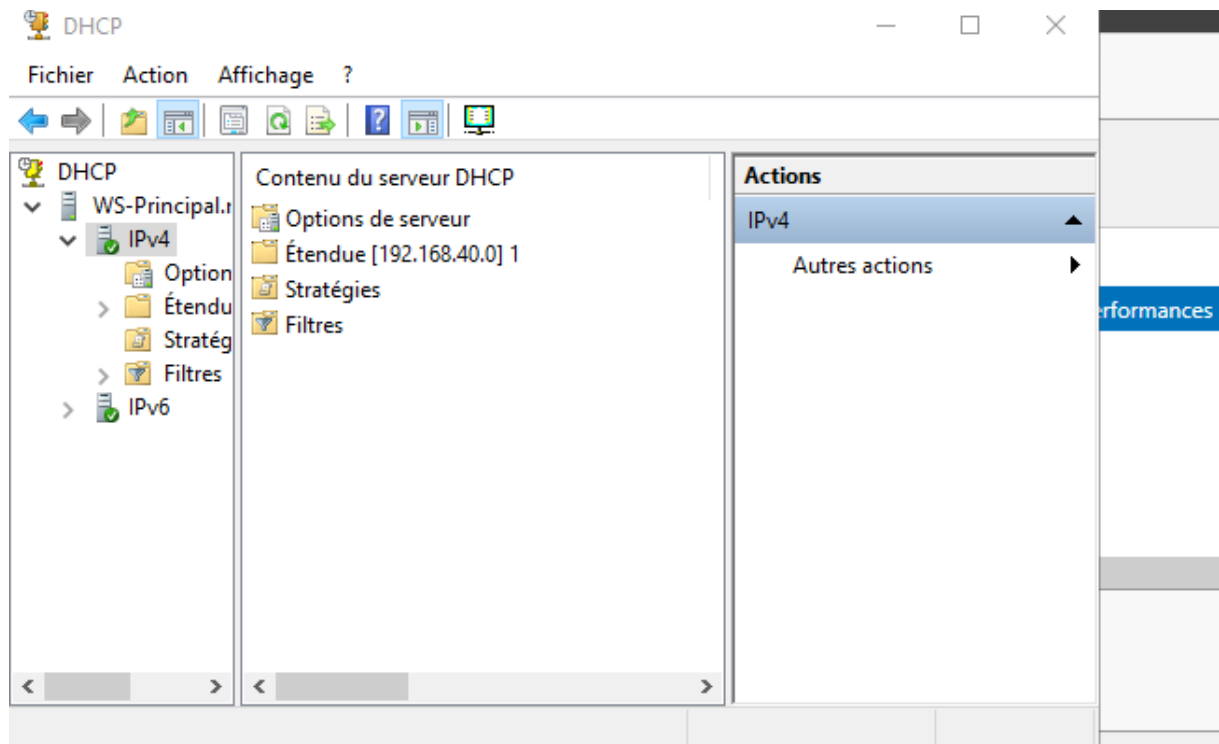 DHCP
Fichier Action Affichage ?
DHCP
WS-Principal.r
IPv4
Option
Étendu
Stratég
Filtres
IPv6
Contenu du serveur DHCP
Options de serveur
Étendue [192.168.40.0] 1
Stratégies
Filtres
Actions
IPv4
Autres actions
erformances